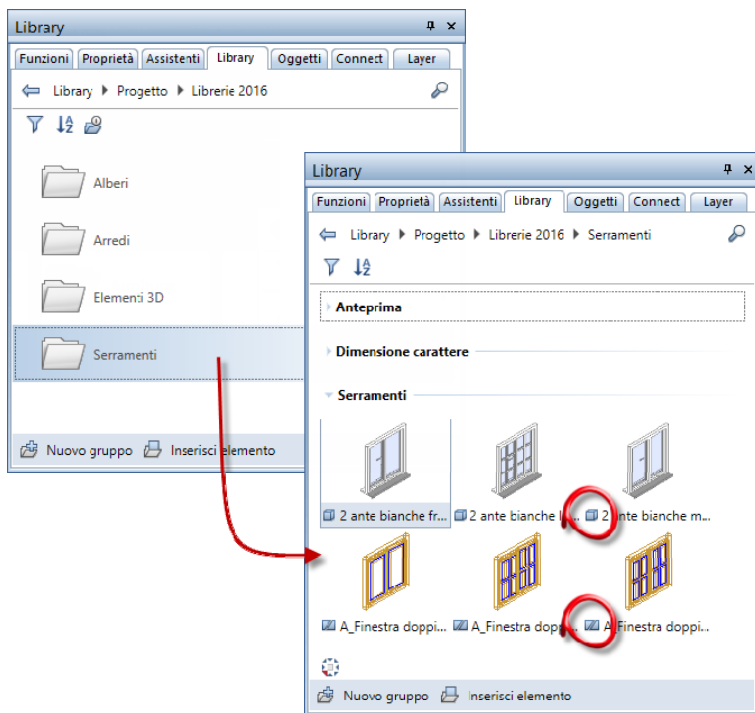 Library
Funzioni Proprietà Assistenti Library Oggetti Connect Layer
Library Progetto Librerie 2016
Alberi
Arredi
Elementi 3D
Serramenti
Nuovo gruppo Inserisci elemento
Library
Funzioni Proprietà Assistenti Library Oggetti Connect Layer
Library Progetto Librerie 2016 Serramenti
Anteprima
Dimensione carattere
Serramenti
2 ante bianche fr... 2 ante bianche 2 ante bianche m...
A_Finestra doppi... A_Finestra dopp... A_Finestra doppi...
Nuovo gruppo Inserisci elemento